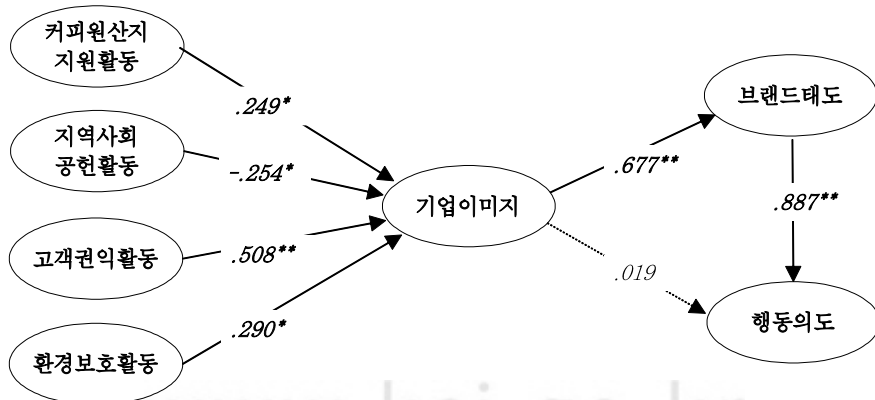 커피원산지
지원활동
.249*
지역사회
공헌활동
-.254*
고객권익활동
.508**
환경보호활동
.290*
기업이미지
.677**
브랜드태도
.887**
.019
행동의도